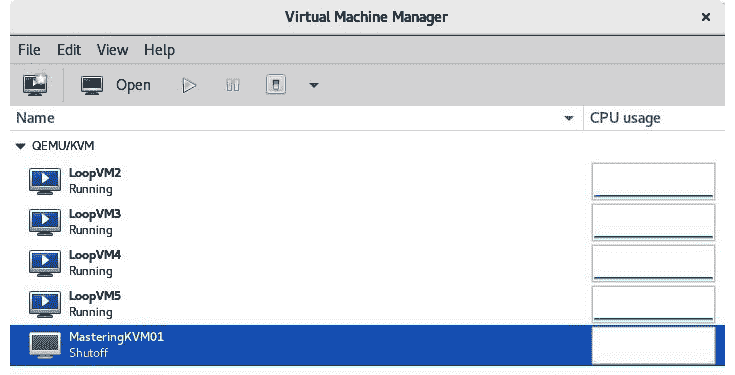 Virtual Machine Manager
File Edit View Help
Open
Name CPU usage
QEMU/KVM
LoopVM2
Running
LoopVM3
Running
LoopVM4
Running
LoopVM5
Running
MasteringKVM01
Shutoff